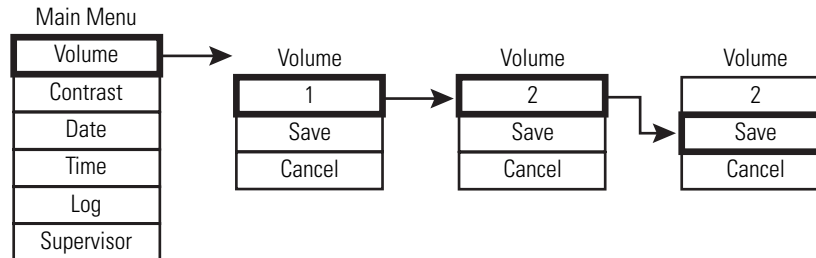 Main Menu
Volume
Contrast
Date
Time
Log
Supervisor
Volume
1
Save
Cancel
Volume
2
Save
Cancel
Volume
2
Save
Cancel